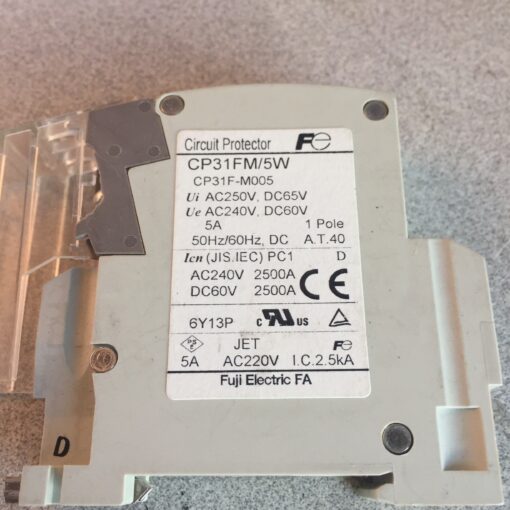 Circuit Protector Fe
CP31FM/5W
CP31F-M005
Ui AC250V, DC65V
Ue AC240V, DC60V
5A 1 Pole
50Hz/60Hz, DC A.T.40
Icn (JIS.IEC) PC1 D
AC240V 2500A CE
DC60V 2500A
6Y13P c RU us
PS E JET Fe
5A AC220V I.C.2.5kA
Fuji Electric FA
D